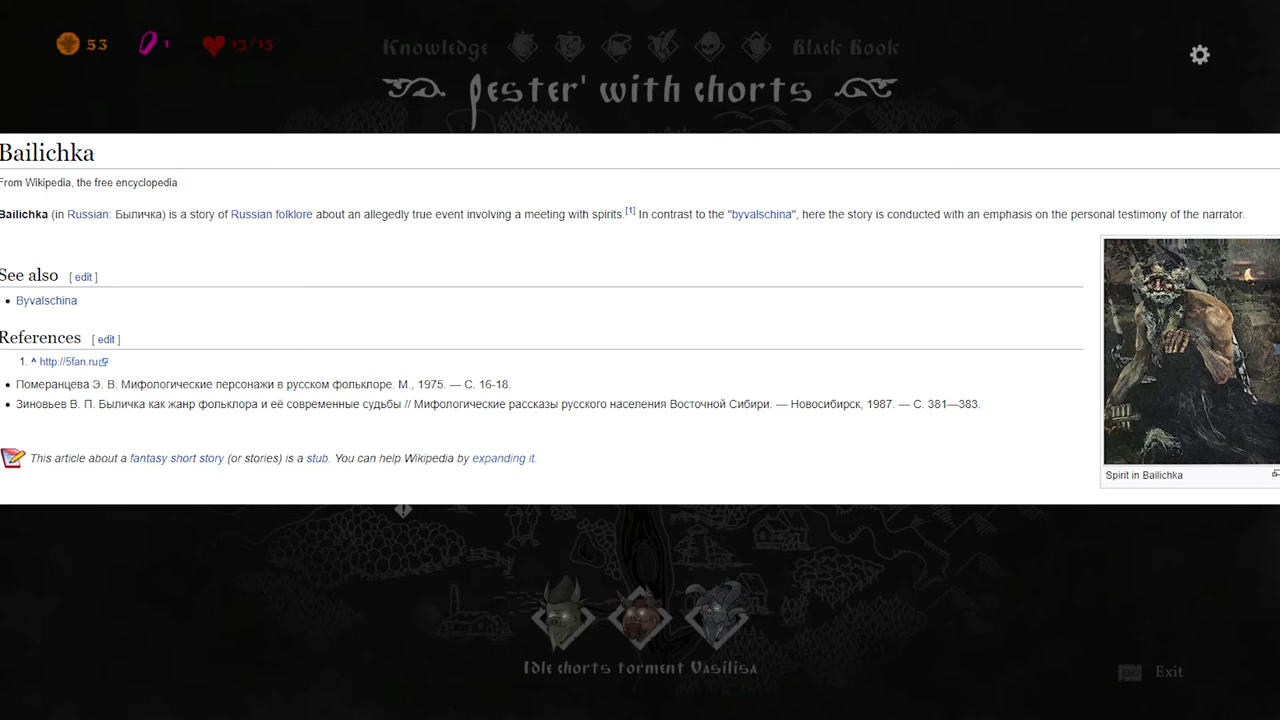 53
1
13/13
Knowledge
Black Book
Pester' with chorts
Bailichka
From Wikipedia, the free encyclopedia
Bailichka (in Russian: Быличка) is a story of Russian folklore about an allegedly true event involving a meeting with spirits.[1] In contrast to the "byvalschina", here the story is conducted with an emphasis on the personal testimony of the narrator.
See also [ edit ]
• Byvalschina
References [ edit ]
1. ^ http://5fan.ru
• Померанцева Э. В. Мифологические персонажи в русском фольклоре. М., 1975. — С. 16-18.
• Зиновьев В. П. Быличка как жанр фольклора и её современные судьбы // Мифологические рассказы русского населения Восточной Сибири. — Новосибирск, 1987. — С. 381—383.
This article about a fantasy short story (or stories) is a stub. You can help Wikipedia by expanding it.
Spirit in Bailichka
Idle chorts torment Vasilisa
Exit